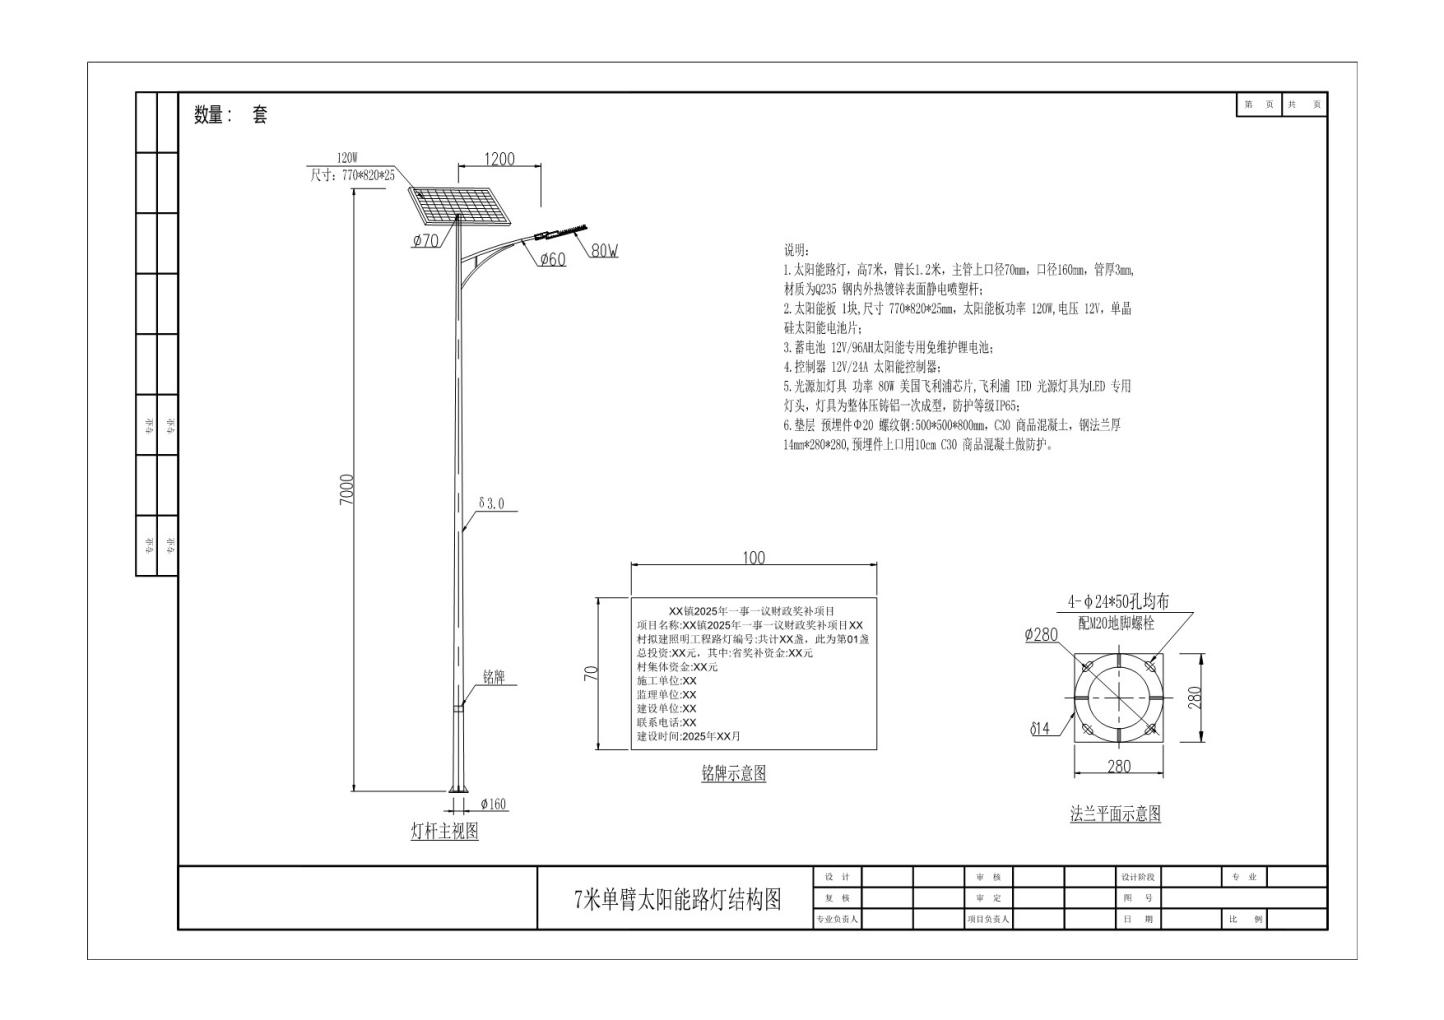 数量： 套
第 页 共 页
120W
尺寸：770*820*25
1200
ø70
ø60
80W
说明：
1.太阳能路灯，高7米，臂长1.2米，主管上口径70mm，口径160mm，管厚3mm,
材质为Q235 钢内外热镀锌表面静电喷塑杆；
2.太阳能板 1块,尺寸 770*820*25mm，太阳能板功率 120W,电压 12V，单晶
硅太阳能电池片；
3.蓄电池 12V/96AH太阳能专用免维护锂电池；
4.控制器 12V/24A 太阳能控制器；
5.光源加灯具 功率 80W 美国飞利浦芯片,飞利浦 IED 光源灯具为LED 专用
灯头，灯具为整体压铸铝一次成型，防护等级IP65；
6.垫层 预埋件Φ20 螺纹钢:500*500*800mm，C30 商品混凝土，钢法兰厚
14mm*280*280,预埋件上口用10cm C30 商品混凝土做防护。
7000
δ3.0
铭牌
ø160
灯杆主视图
100
70
XX镇2025年一事一议财政奖补项目
项目名称:XX镇2025年一事一议财政奖补项目XX
村拟建照明工程路灯编号:共计XX盏，此为第01盏
总投资:XX元，其中:省奖补资金:XX元
村集体资金:XX元
施工单位:XX
监理单位:XX
建设单位:XX
联系电话:XX
建设时间:2025年XX月
铭牌示意图
4-ф24*50孔均布
配M20地脚螺栓
ø280
δ14
280
280
法兰平面示意图
7米单臂太阳能路灯结构图
设 计 审 核 设计阶段 专 业
复 核 审 定 图 号
专业负责人 项目负责人 日 期 比 例